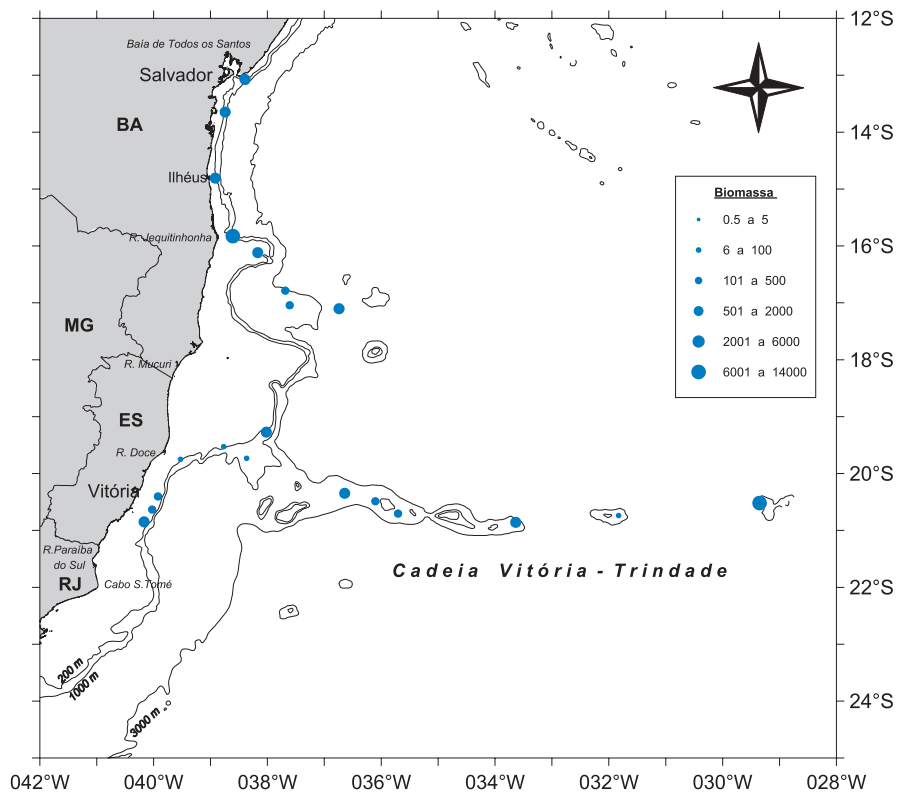 12°S
Baía de Todos os Santos
Salvador
14°S
BA
Ilhéus
Biomassa
0.5 a 5
6 a 100
101 a 500
501 a 2000
2001 a 6000
6001 a 14000
R. Jequitinhonha
16°S
MG
R. Mucuri
18°S
ES
R. Doce
20°S
Vitória
R.Paraíba
do Sul
RJ
Cabo S.Tomé
Cadeia Vitória - Trindade
22°S
200 m
1000 m
3000 m
24°S
042°W 040°W 038°W 036°W 034°W 032°W 030°W 028°W